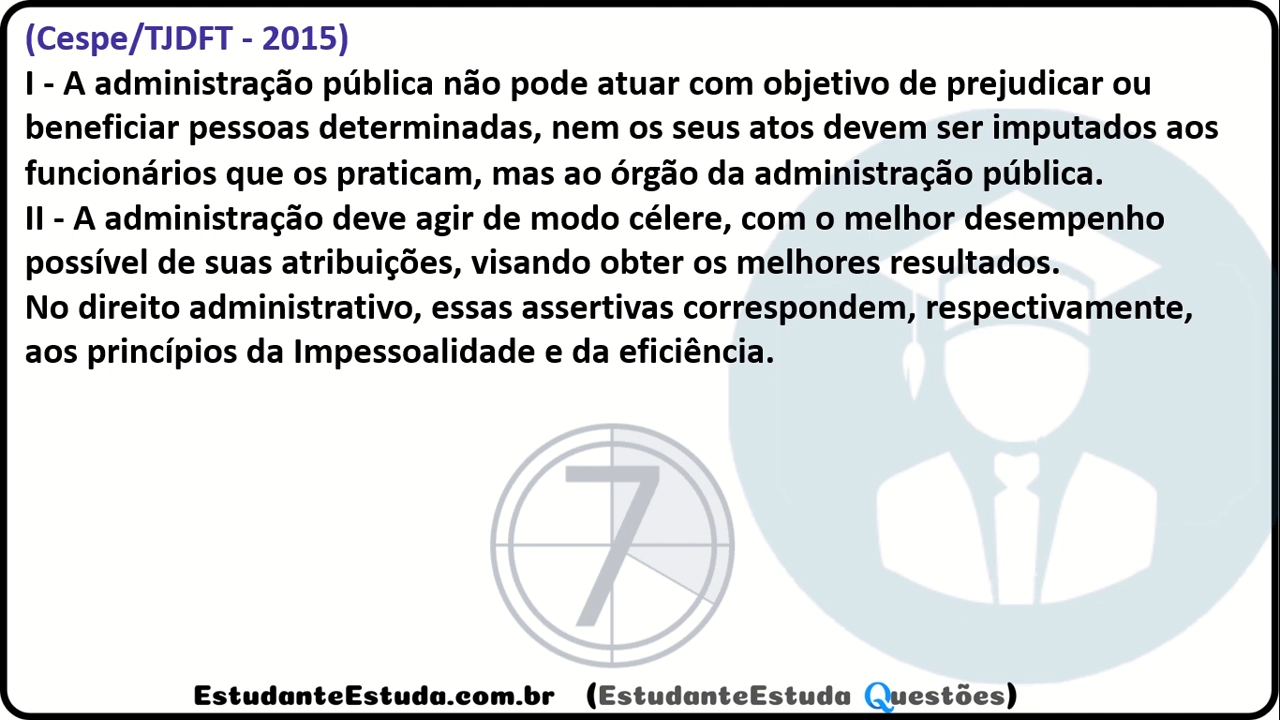 (Cespe/TJDFT - 2015)
I - A administração pública não pode atuar com objetivo de prejudicar ou
beneficiar pessoas determinadas, nem os seus atos devem ser imputados aos
funcionários que os praticam, mas ao órgão da administração pública.
II - A administração deve agir de modo célere, com o melhor desempenho
possível de suas atribuições, visando obter os melhores resultados.
No direito administrativo, essas assertivas correspondem, respectivamente,
aos princípios da Impessoalidade e da eficiência.
7
EstudanteEstuda.com.br (EstudanteEstuda Questões)